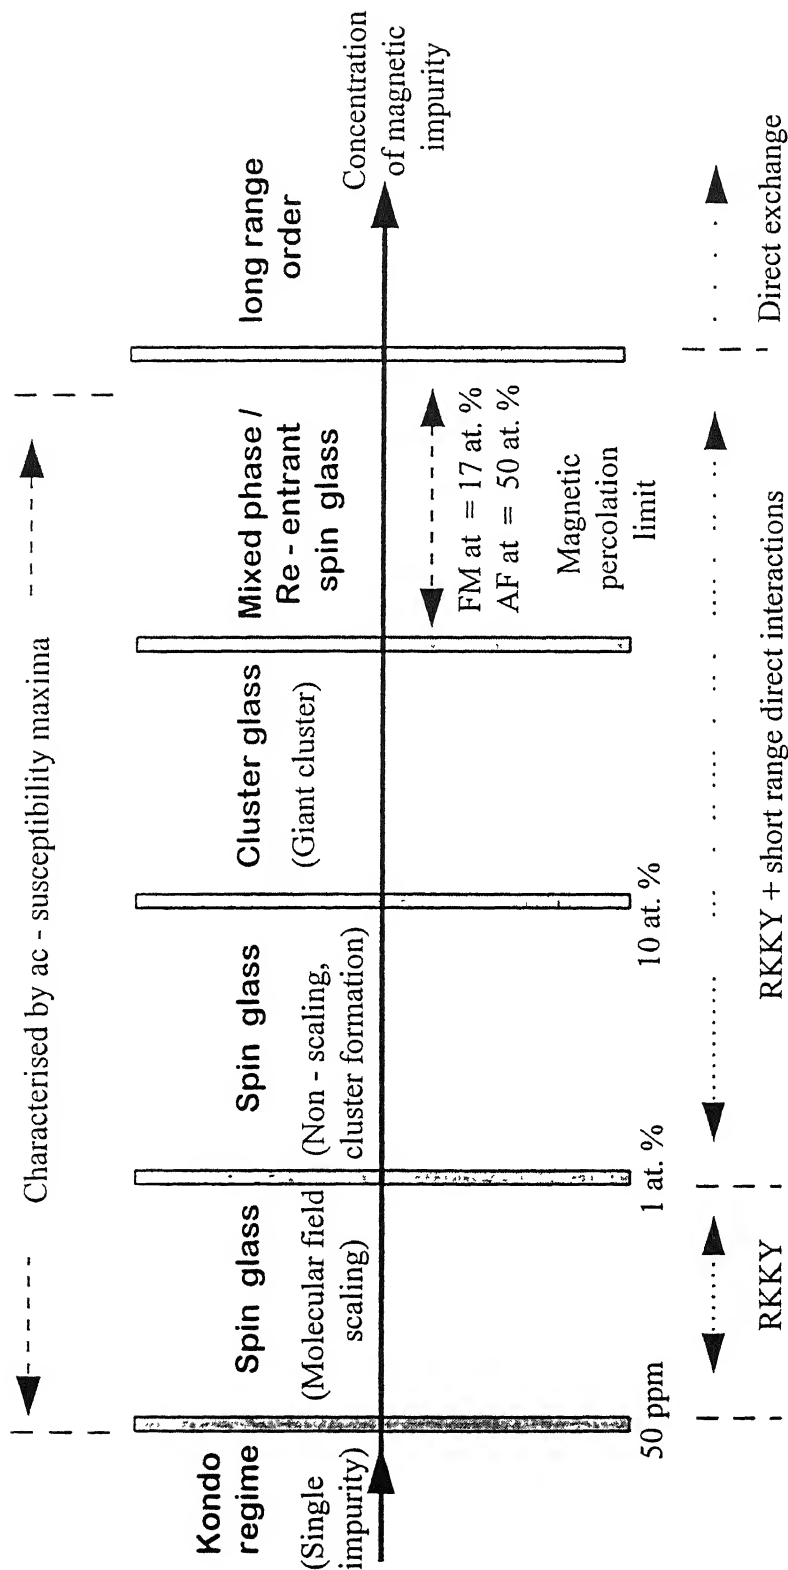 Characterised by ac - susceptibility maxima
Kondo
regime
(Single
impurity)
Spin glass
(Molecular field
scaling)
Spin glass
(Non - scaling,
cluster formation)
Cluster glass
(Giant cluster)
Mixed phase /
Re - entrant
spin glass
long range
order
Concentration
of magnetic
impurity
FM at = 17 at. %
AF at = 50 at. %
Magnetic
percolation
limit
50 ppm
1 at. %
10 at. %
RKKY
RKKY + short range direct interactions
Direct exchange